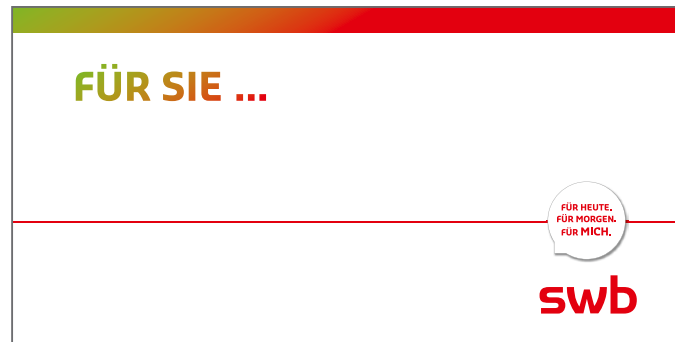 FÜR SIE ...
FÜR HEUTE.
FÜR MORGEN.
FÜR MICH.
swb